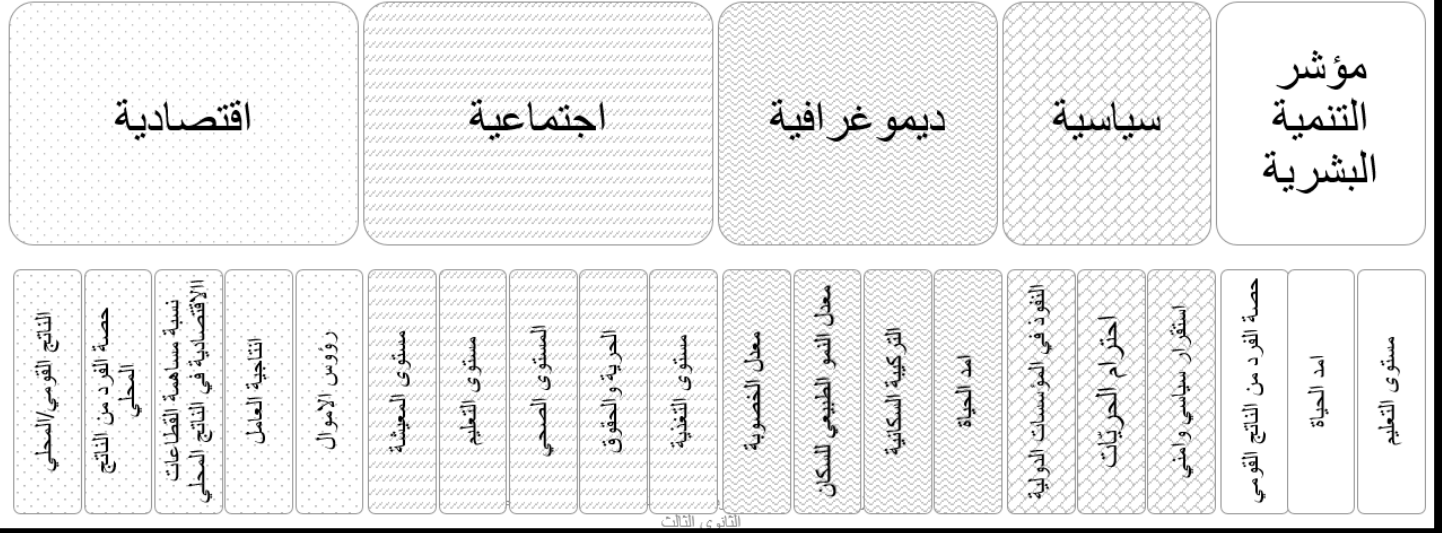 مؤشر
التنمية
البشرية
سياسية
ديموغرافية
اجتماعية
اقتصادية
مستوى التعليم
امد الحياة
حصة الفرد من الناتج القومي
استقرار سياسي وامني
احترام الحريّات
النفوذ في المؤسسات الدولية
امد الحياة
التركيبة السكانية
معدل النمو الطبيعي للسكان
معدل الخصوبة
مستوى التغذية
الحرية والحقوق
المستوى الصحي
مستوى التعليم
مستوى المعيشة
رؤوس الاموال
انتاجية العامل
نسبة مساهمة القطاعات
االاقتصادية في الناتج المحلي
حصة الفرد من الناتج
المحلي
الناتج القومي/المحلي
الثانوي الثالث